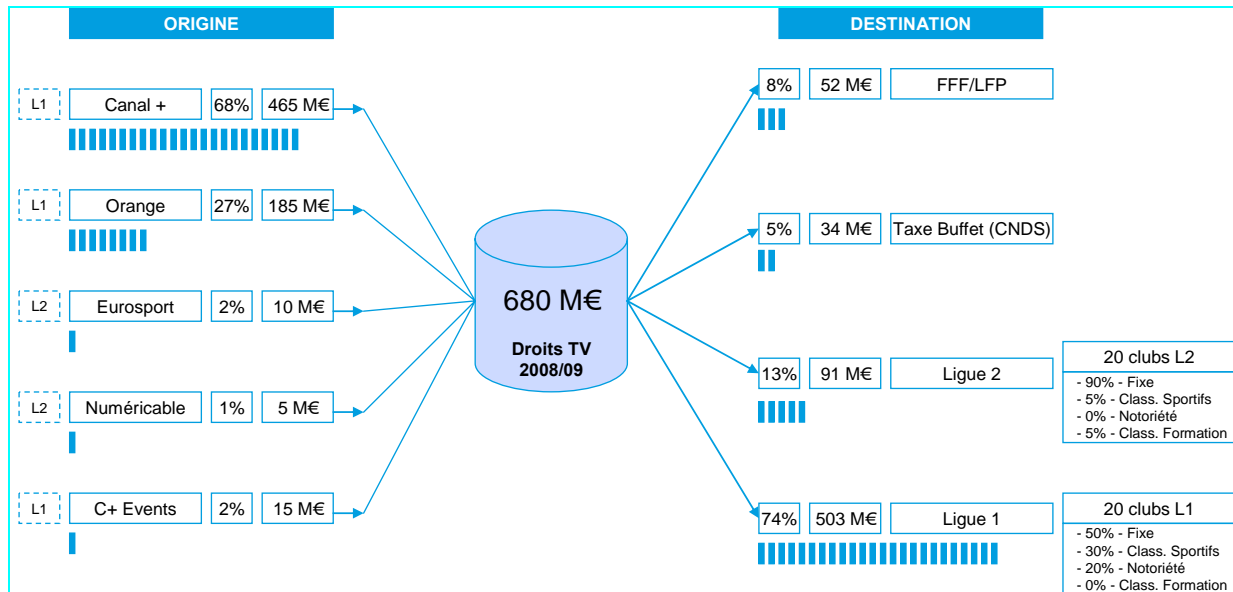 ORIGINE
L1 Canal + 68% 465 M€
L1 Orange 27% 185 M€
L2 Eurosport 2% 10 M€
L2 Numéricable 1% 5 M€
L1 C+ Events 2% 15 M€
680 M€
Droits TV
2008/09
DESTINATION
8% 52 M€ FFF/LFP
5% 34 M€ Taxe Buffet (CNDS)
13% 91 M€ Ligue 2
20 clubs L2
- 90% - Fixe
- 5% - Class. Sportifs
- 0% - Notoriété
- 5% - Class. Formation
74% 503 M€ Ligue 1
20 clubs L1
- 50% - Fixe
- 30% - Class. Sportifs
- 20% - Notoriété
- 0% - Class. Formation